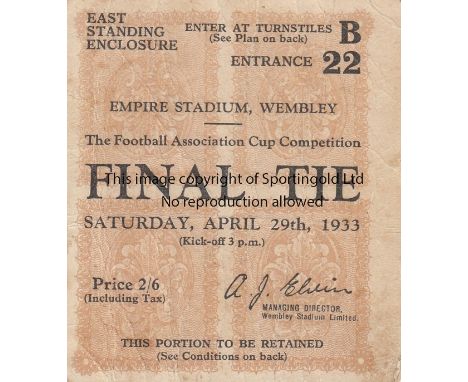 EAST
STANDING
ENCLOSURE
ENTER AT TURNSTILES B
(See Plan on back)
ENTRANCE 22
EMPIRE STADIUM, WEMBLEY
The Football Association Cup Competition
FINAL TIE
This image copyright of Sportingold Ltd
No reproduction allowed
SATURDAY, APRIL 29th, 1933
(Kick-off 3 p.m.)
Price 2/6
(Including Tax)
A. J. Elvin
MANAGING DIRECTOR,
Wembley Stadium Limited.
THIS PORTION TO BE RETAINED
(See Conditions on back)